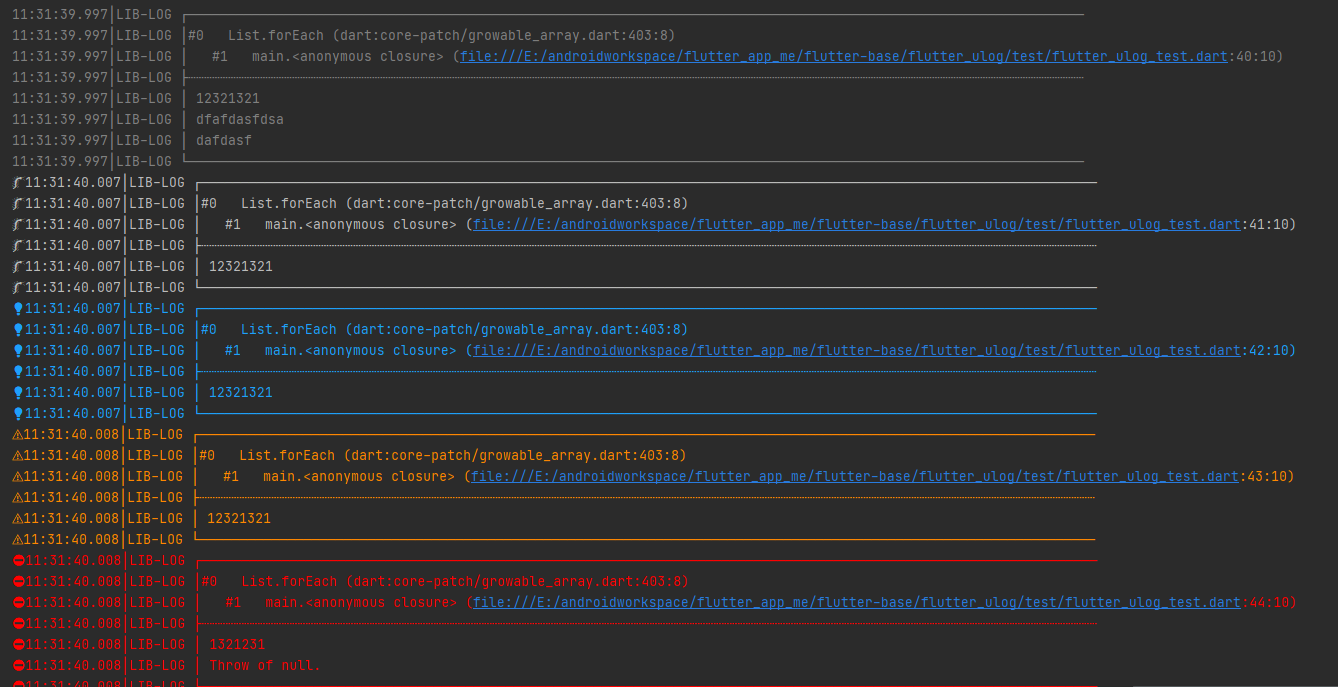 11:31:39.997│LIB-LOG ┌──────────────────────────────
11:31:39.997│LIB-LOG │#0   List.forEach (dart:core-patch/growable_array.dart:403:8)
11:31:39.997│LIB-LOG │   #1   main.<anonymous closure> (file:///E:/androidworkspace/flutter_app_me/flutter-base/flutter_ulog/test/flutter_ulog_test.dart:40:10)
11:31:39.997│LIB-LOG ├┄┄┄┄┄┄┄┄┄┄┄┄┄┄┄┄┄┄┄┄┄┄┄┄┄┄┄┄┄┄
11:31:39.997│LIB-LOG │ 12321321
11:31:39.997│LIB-LOG │ dfafdasfdsa
11:31:39.997│LIB-LOG │ dafdasf
11:31:39.997│LIB-LOG └──────────────────────────────
11:31:40.007│LIB-LOG ┌──────────────────────────────
11:31:40.007│LIB-LOG │#0   List.forEach (dart:core-patch/growable_array.dart:403:8)
11:31:40.007│LIB-LOG │   #1   main.<anonymous closure> (file:///E:/androidworkspace/flutter_app_me/flutter-base/flutter_ulog/test/flutter_ulog_test.dart:41:10)
11:31:40.007│LIB-LOG ├┄┄┄┄┄┄┄┄┄┄┄┄┄┄┄┄┄┄┄┄┄┄┄┄┄┄┄┄┄┄
11:31:40.007│LIB-LOG │ 12321321
11:31:40.007│LIB-LOG └──────────────────────────────
💡11:31:40.007│LIB-LOG ┌──────────────────────────────
💡11:31:40.007│LIB-LOG │#0   List.forEach (dart:core-patch/growable_array.dart:403:8)
💡11:31:40.007│LIB-LOG │   #1   main.<anonymous closure> (file:///E:/androidworkspace/flutter_app_me/flutter-base/flutter_ulog/test/flutter_ulog_test.dart:42:10)
💡11:31:40.007│LIB-LOG ├┄┄┄┄┄┄┄┄┄┄┄┄┄┄┄┄┄┄┄┄┄┄┄┄┄┄┄┄┄┄
💡11:31:40.007│LIB-LOG │ 12321321
💡11:31:40.007│LIB-LOG └──────────────────────────────
⚠11:31:40.008│LIB-LOG ┌──────────────────────────────
⚠11:31:40.008│LIB-LOG │#0   List.forEach (dart:core-patch/growable_array.dart:403:8)
⚠11:31:40.008│LIB-LOG │   #1   main.<anonymous closure> (file:///E:/androidworkspace/flutter_app_me/flutter-base/flutter_ulog/test/flutter_ulog_test.dart:43:10)
⚠11:31:40.008│LIB-LOG ├┄┄┄┄┄┄┄┄┄┄┄┄┄┄┄┄┄┄┄┄┄┄┄┄┄┄┄┄┄┄
⚠11:31:40.008│LIB-LOG │ 12321321
⚠11:31:40.008│LIB-LOG └──────────────────────────────
⛔11:31:40.008│LIB-LOG ┌──────────────────────────────
⛔11:31:40.008│LIB-LOG │#0   List.forEach (dart:core-patch/growable_array.dart:403:8)
⛔11:31:40.008│LIB-LOG │   #1   main.<anonymous closure> (file:///E:/androidworkspace/flutter_app_me/flutter-base/flutter_ulog/test/flutter_ulog_test.dart:44:10)
⛔11:31:40.008│LIB-LOG ├┄┄┄┄┄┄┄┄┄┄┄┄┄┄┄┄┄┄┄┄┄┄┄┄┄┄┄┄┄┄
⛔11:31:40.008│LIB-LOG │ 1321231
⛔11:31:40.008│LIB-LOG │ Throw of null.
⛔11:31:40.008│LIB-LOG └──────────────────────────────